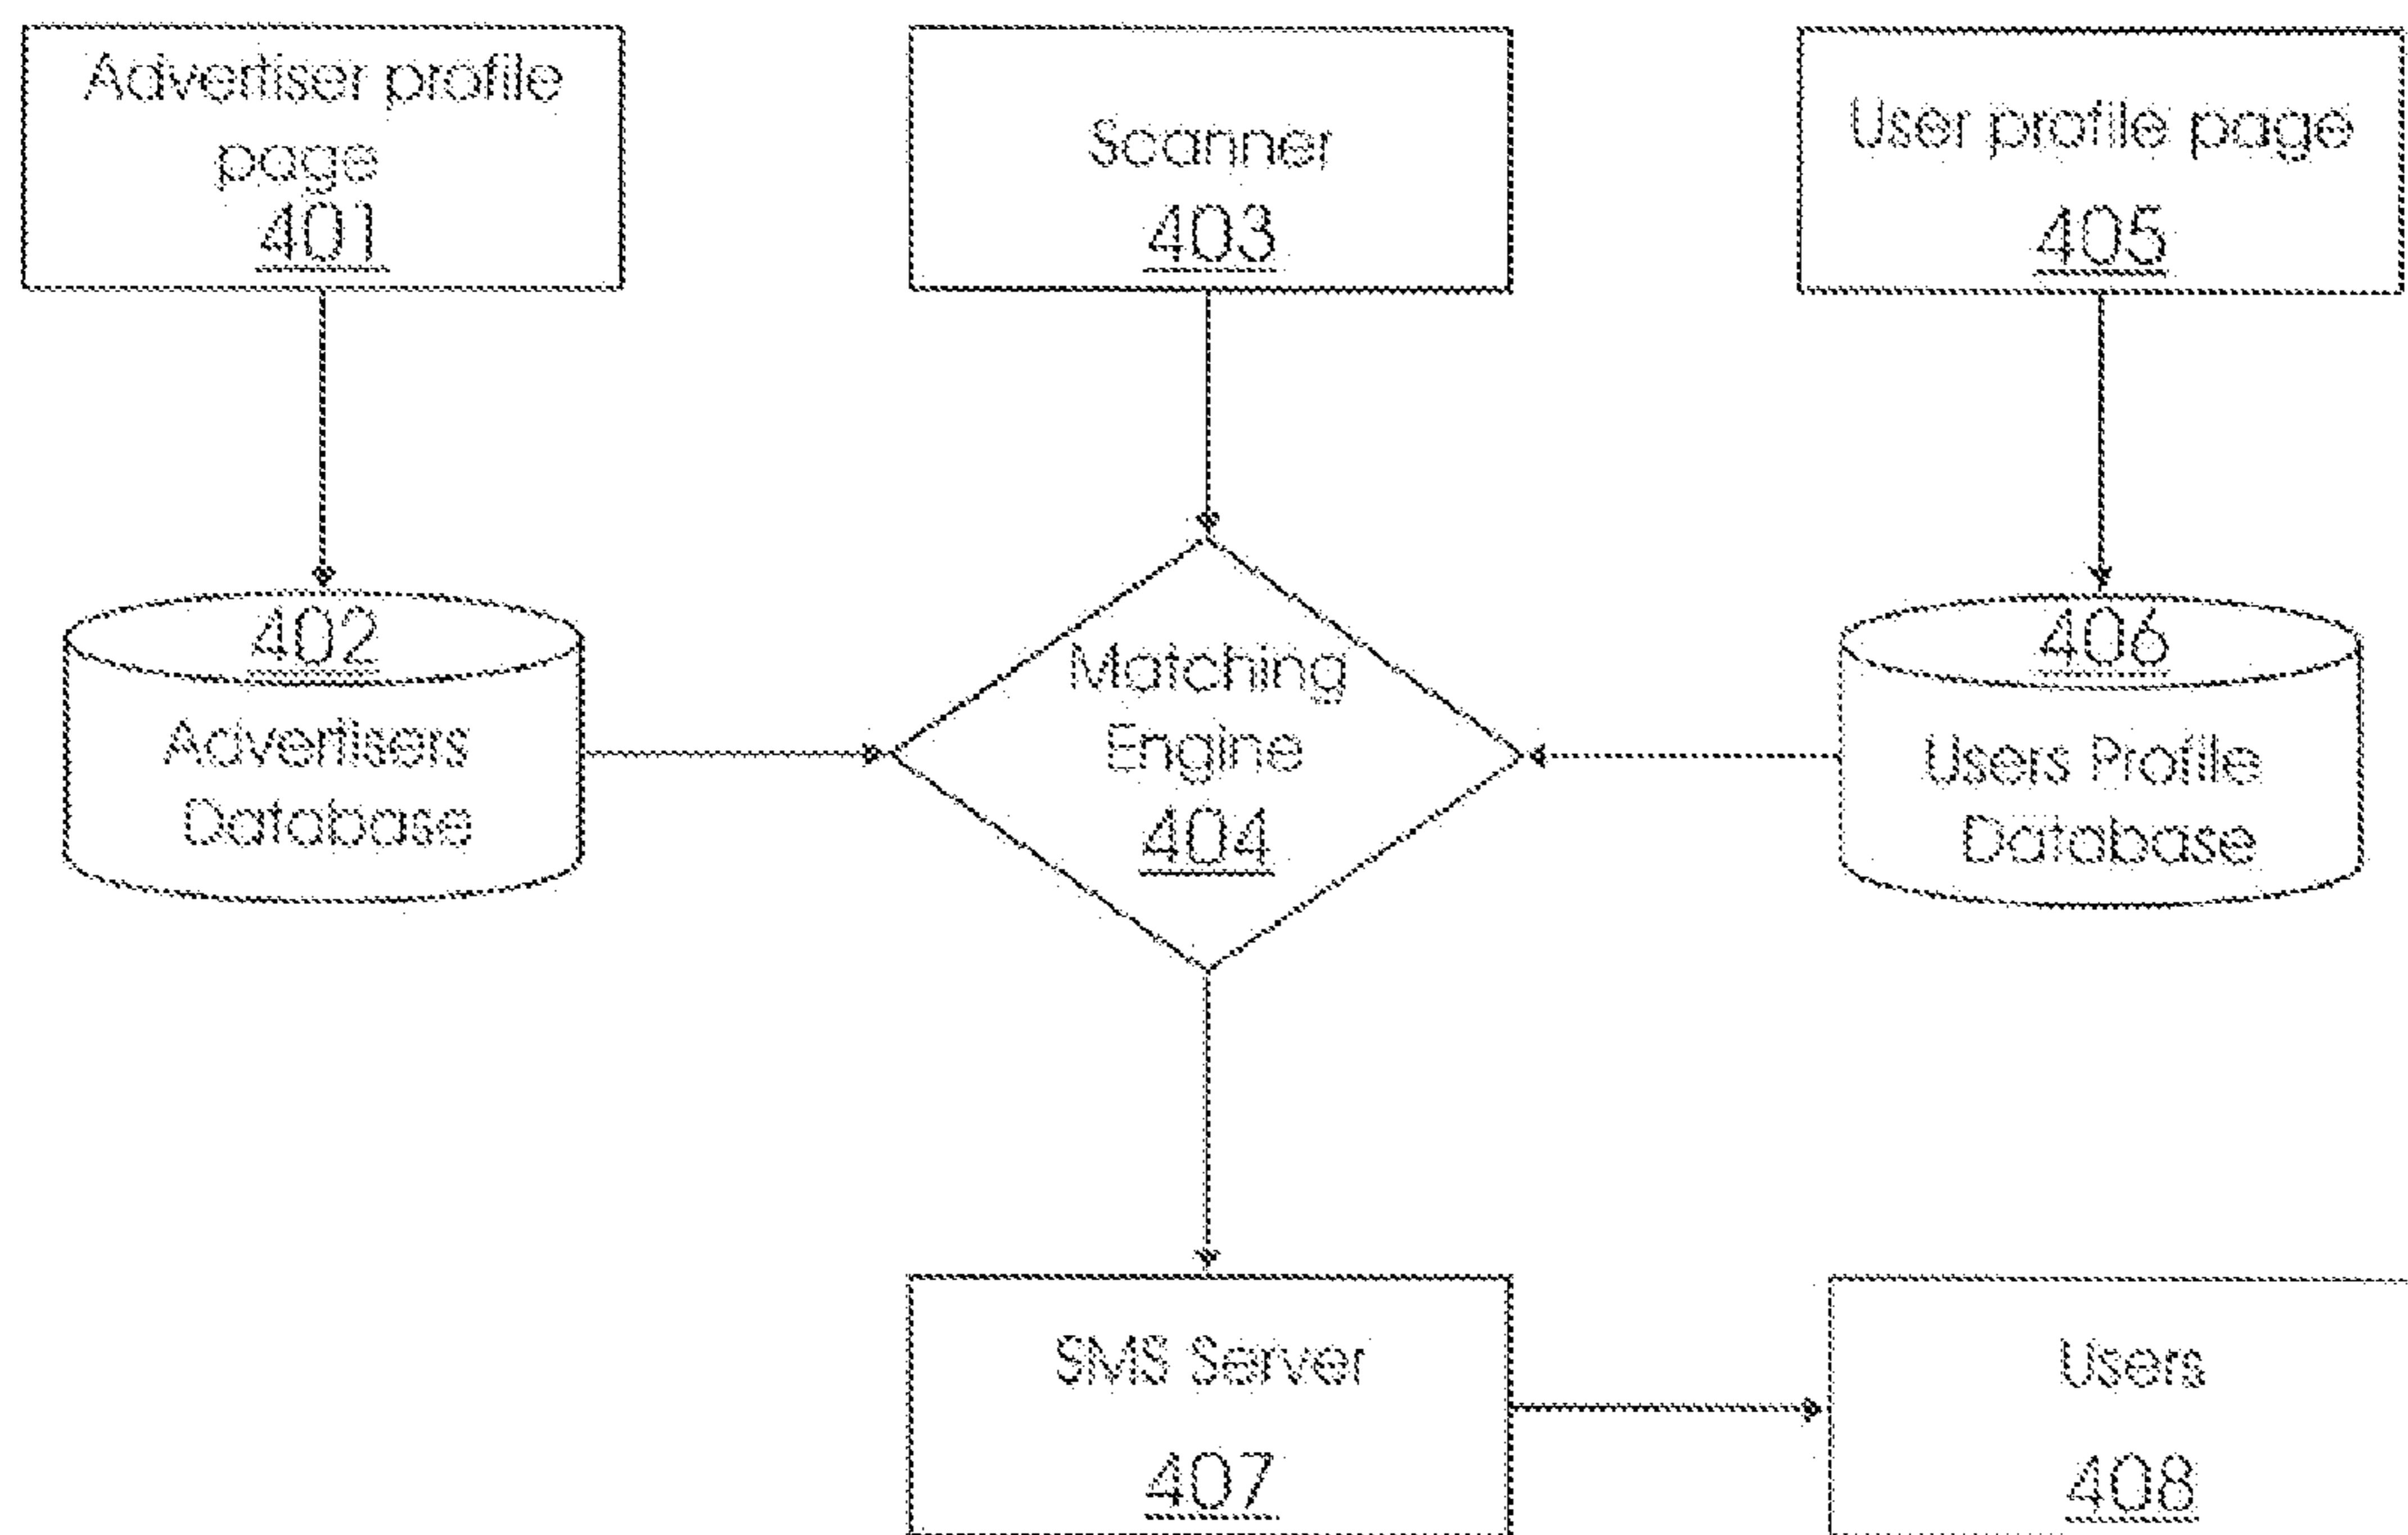 Advertiser profile
page
401
Scanner
403
User profile page
405
402
Advertisers
Database
Matching
Engine
404
406
Users Profile
Database
SMS Server
407
Users
408